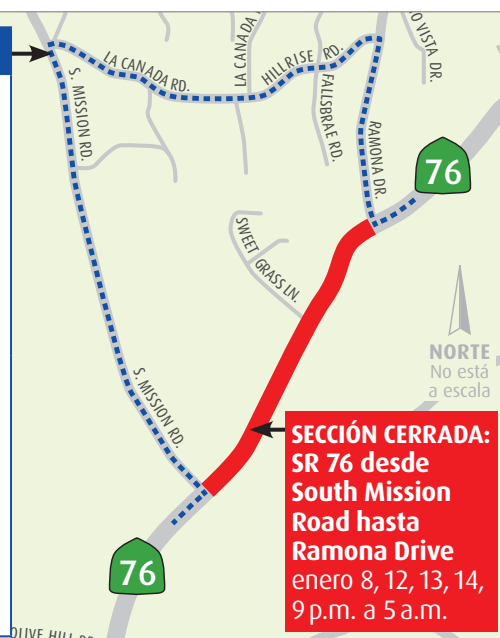 LA CANADA RD.
HILLRISE RD.
VISTA DR.
S. MISSION RD.
FALLSBRAE RD.
RAMONA DR.
76
SWEET GRASS LN.
NORTE
No está
a escala
S. MISSION RD.
SECCIÓN CERRADA:
SR 76 desde
South Mission
Road hasta
Ramona Drive
enero 8, 12, 13, 14,
9 p.m. a 5 a.m.
76
LA CANADA
OLIVE HILL